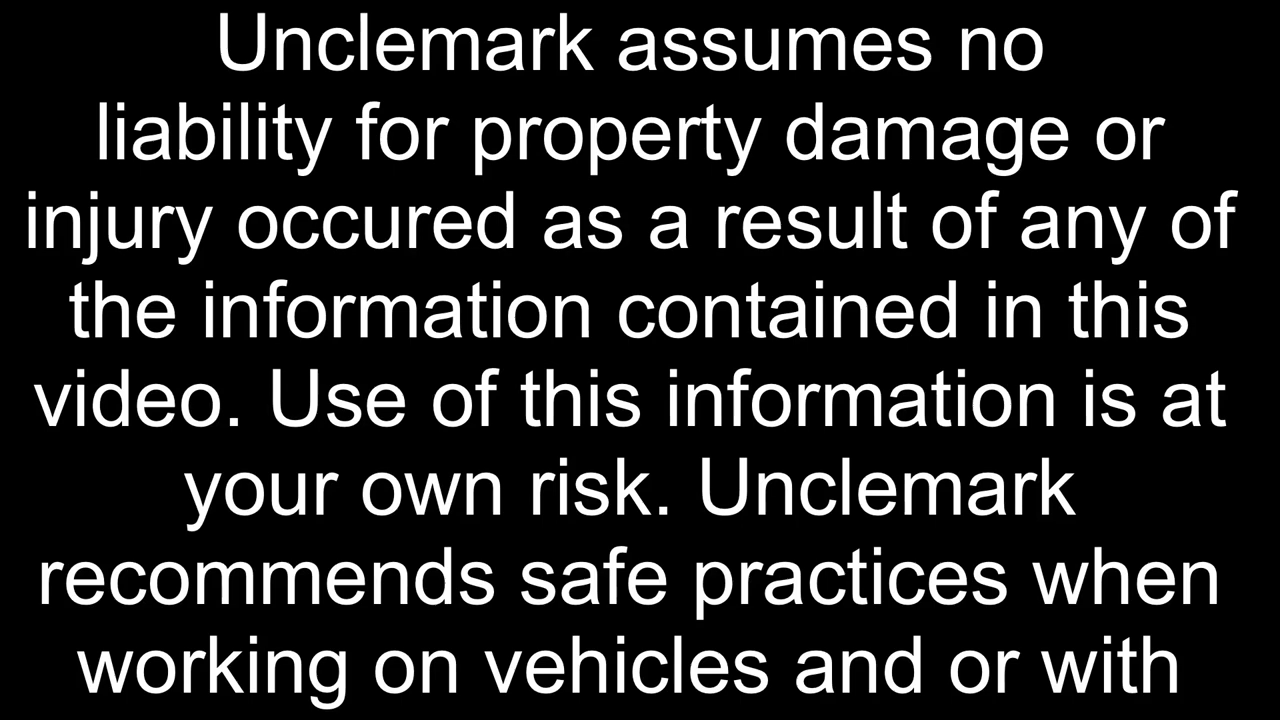 Unclemark assumes no
liability for property damage or
injury occured as a result of any of
the information contained in this
video. Use of this information is at
your own risk. Unclemark
recommends safe practices when
working on vehicles and or with